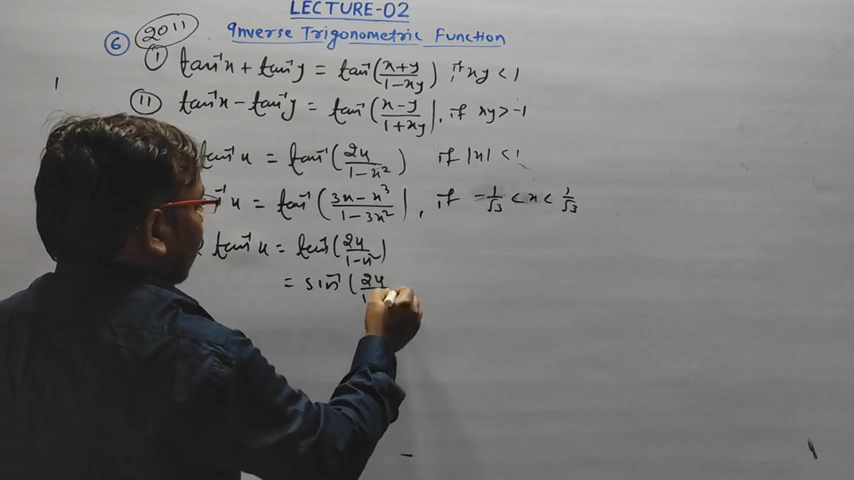 LECTURE-02
⑥ 2011 Inverse Trigonometric Function
① tan⁻¹x + tan⁻¹y = tan⁻¹(x+y/1-xy) if xy < 1
⑪ tan⁻¹x - tan⁻¹y = tan⁻¹(x-y/1+xy), if xy > -1
tan⁻¹x = tan⁻¹(2x/1-x²) if |x| < 1
⁻¹x = tan⁻¹(3x-x³/1-3x²), if -1/√3 < x < 1/√3
tan⁻¹x = tan⁻¹(2x/1-x²)
= sin⁻¹(2x/1